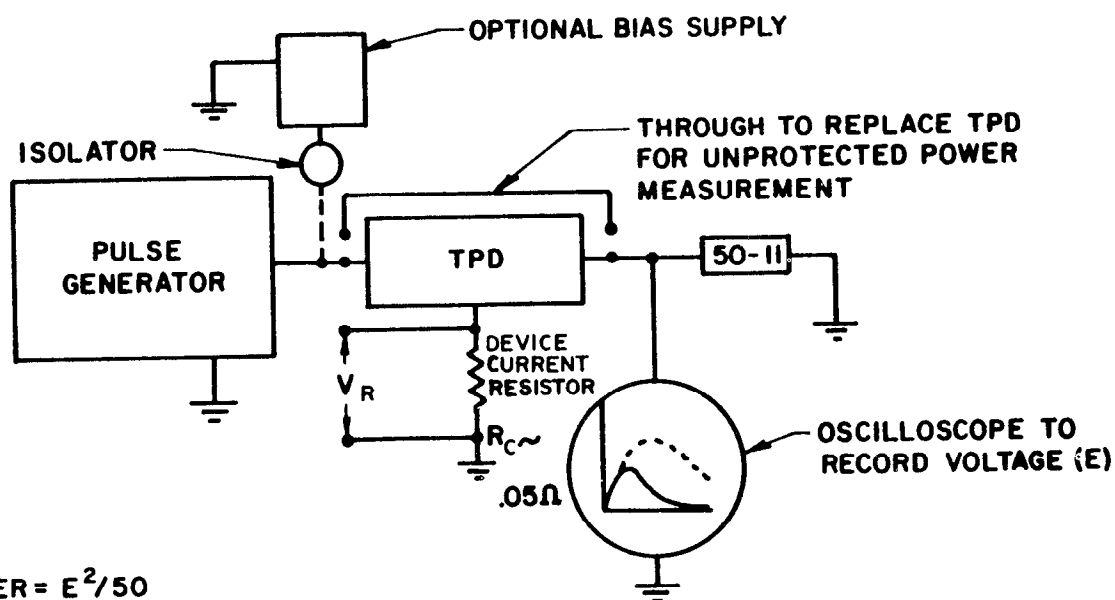 OPTIONAL BIAS SUPPLY
ISOLATOR
THROUGH TO REPLACE TPD
FOR UNPROTECTED POWER
MEASUREMENT
PULSE
GENERATOR
TPD
50-11
DEVICE
CURRENT
RESISTOR
V R
RC~
.05Ω
OSCILLOSCOPE TO
RECORD VOLTAGE (E)
ER = E²/50